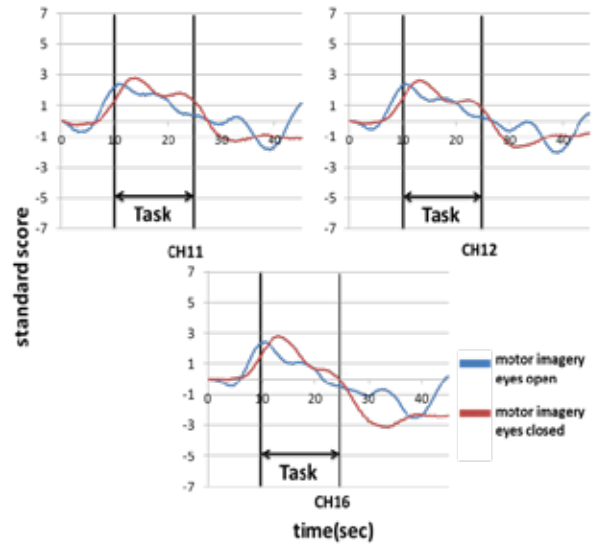 7
5
3
1
-1
-3
-5
-7
0 10 20 30 40
Task
CH11
7
5
3
1
-1
-3
-5
-7
0 10 20 30 40
Task
CH12
standard score
7
5
3
1
-1
-3
-5
-7
0 10 20 30 40
Task
CH16
time(sec)
motor imagery
eyes open
motor imagery
eyes closed